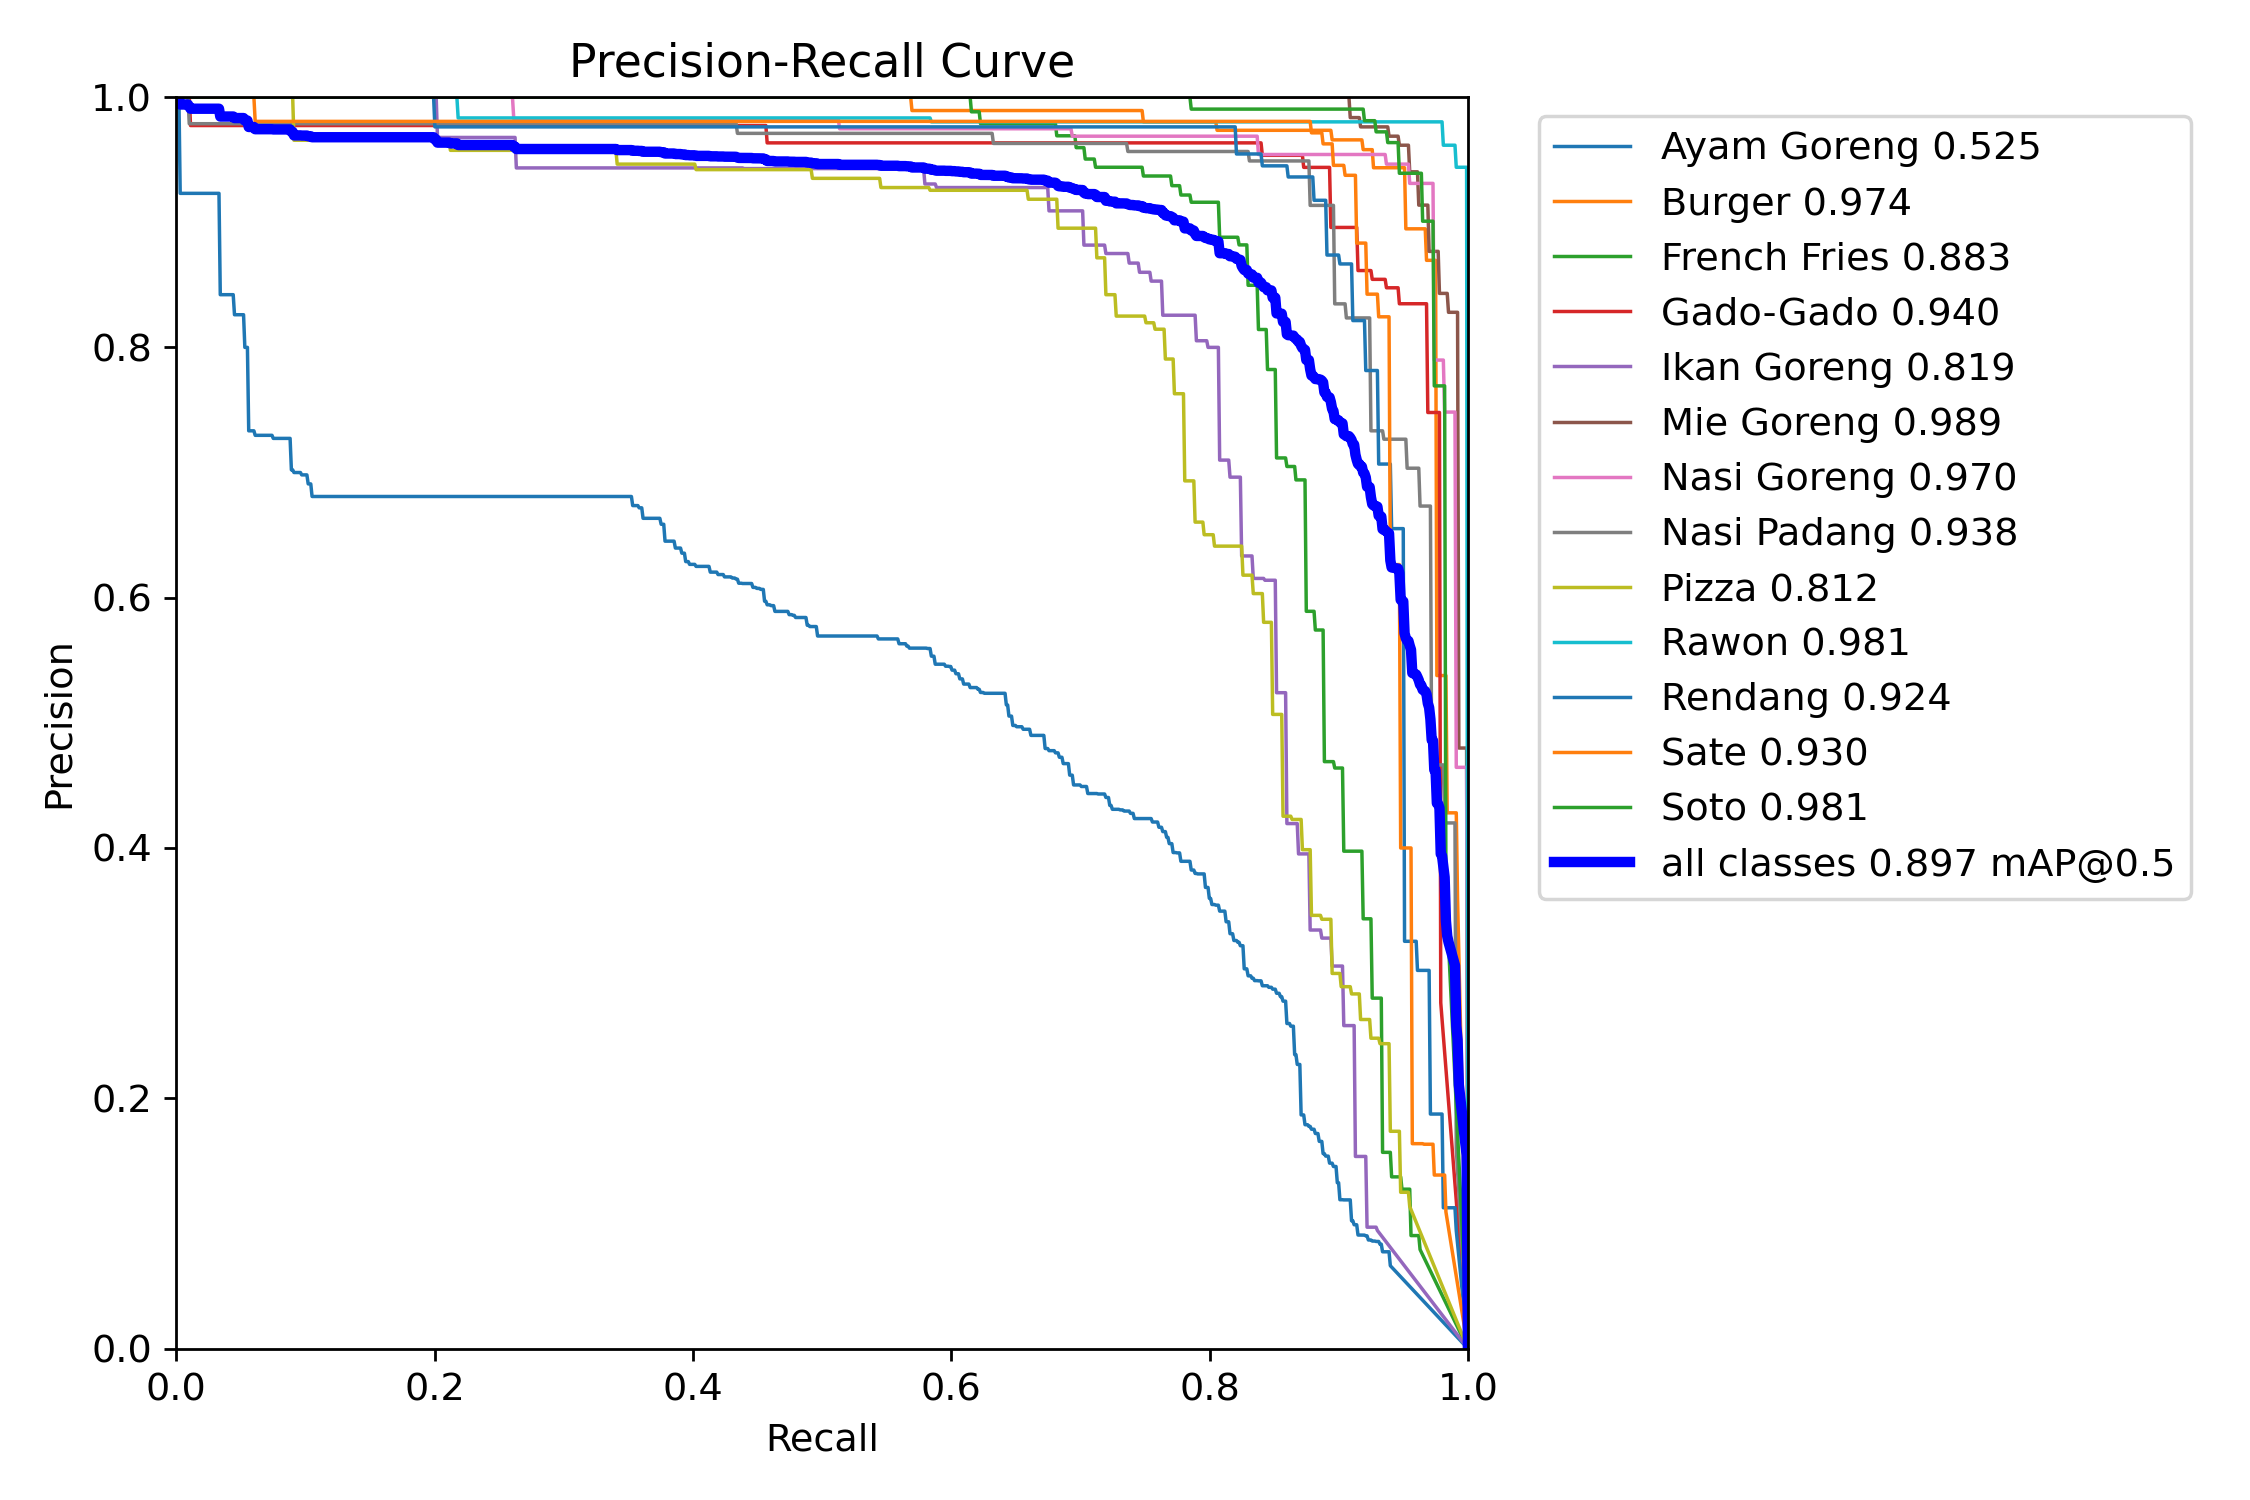 Precision-Recall Curve
1.0
0.8
0.6
0.4
0.2
0.0
Precision
0.0 0.2 0.4 0.6 0.8 1.0
Recall
Ayam Goreng 0.525
Burger 0.974
French Fries 0.883
Gado-Gado 0.940
Ikan Goreng 0.819
Mie Goreng 0.989
Nasi Goreng 0.970
Nasi Padang 0.938
Pizza 0.812
Rawon 0.981
Rendang 0.924
Sate 0.930
Soto 0.981
all classes 0.897 mAP@0.5